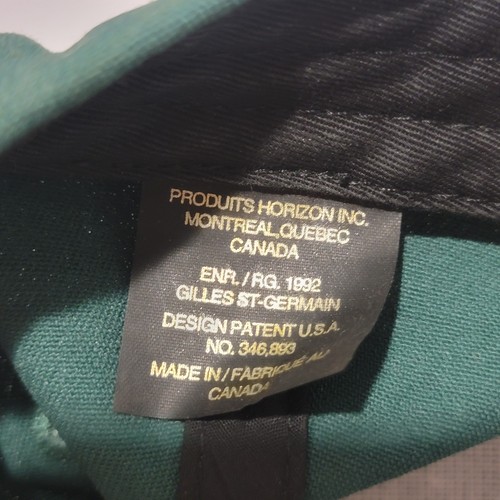 PRODUITS HORIZON INC.
MONTREAL,QUEBEC
CANADA
ENR./RG. 1992
GILLES ST-GERMAIN
DESIGN PATENT U.S.A.
NO. 346,893
MADE IN/FABRIQUÉ AU
CANADA